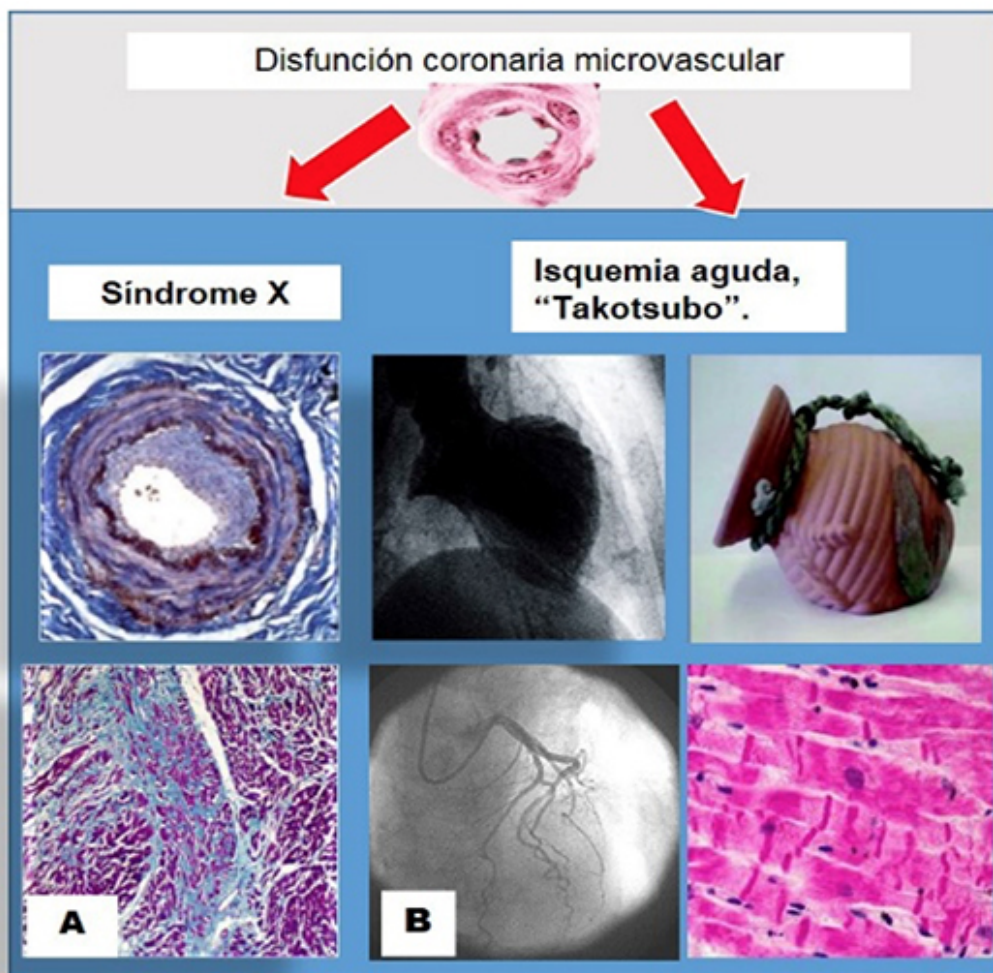 Disfunción coronaria microvascular
Síndrome X
Isquemia aguda,
“Takotsubo”.
A
B